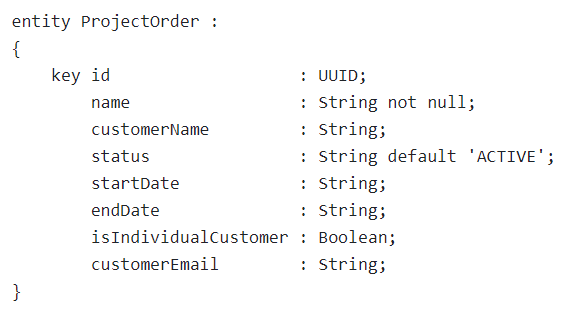 entity ProjectOrder :
{
    key id                   : UUID;
        name                 : String not null;
        customerName         : String;
        status               : String default 'ACTIVE';
        startDate            : String;
        endDate              : String;
        isIndividualCustomer : Boolean;
        customerEmail        : String;
}